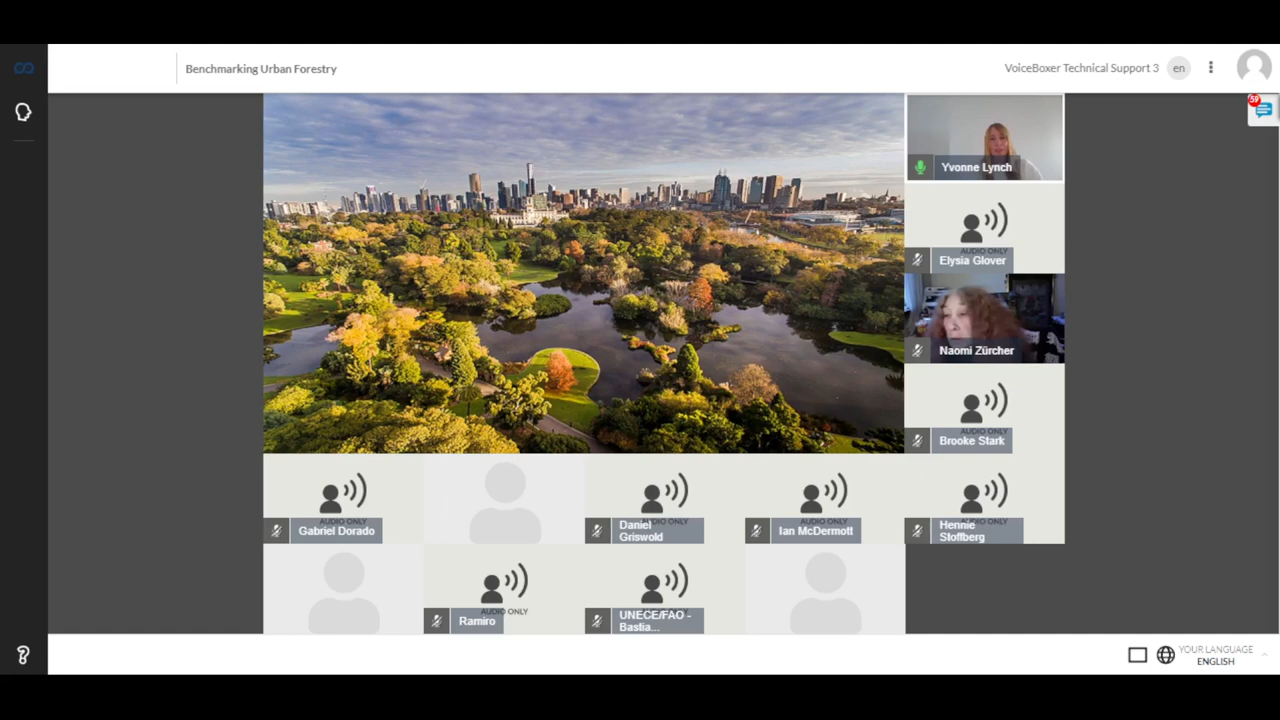 Benchmarking Urban Forestry
VoiceBoxer Technical Support 3
en
59
Yvonne Lynch
AUDIO ONLY
Elysia Glover
Naomi Zürcher
AUDIO ONLY
Brooke Stark
AUDIO ONLY
Gabriel Dorado
AUDIO ONLY
Daniel
Griswold
AUDIO ONLY
Ian McDermott
AUDIO ONLY
Hennie
Stoffberg
AUDIO ONLY
Ramiro
AUDIO ONLY
UNECE/FAO -
Bastia...
?
YOUR LANGUAGE
ENGLISH